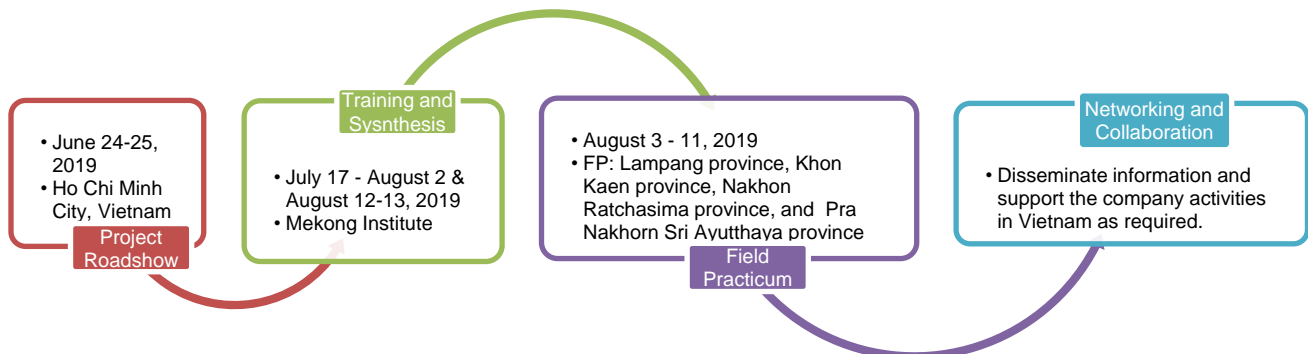 • June 24-25,
2019
• Ho Chi Minh
City, Vietnam
Project
Roadshow
Training and
Sysnthesis
• July 17 - August 2 &
August 12-13, 2019
• Mekong Institute
• August 3 - 11, 2019
• FP: Lampang province, Khon
Kaen province, Nakhon
Ratchasima province, and Pra
Nakhorn Sri Ayutthaya province
Field
Practicum
Networking and
Collaboration
• Disseminate information and
support the company activities
in Vietnam as required.